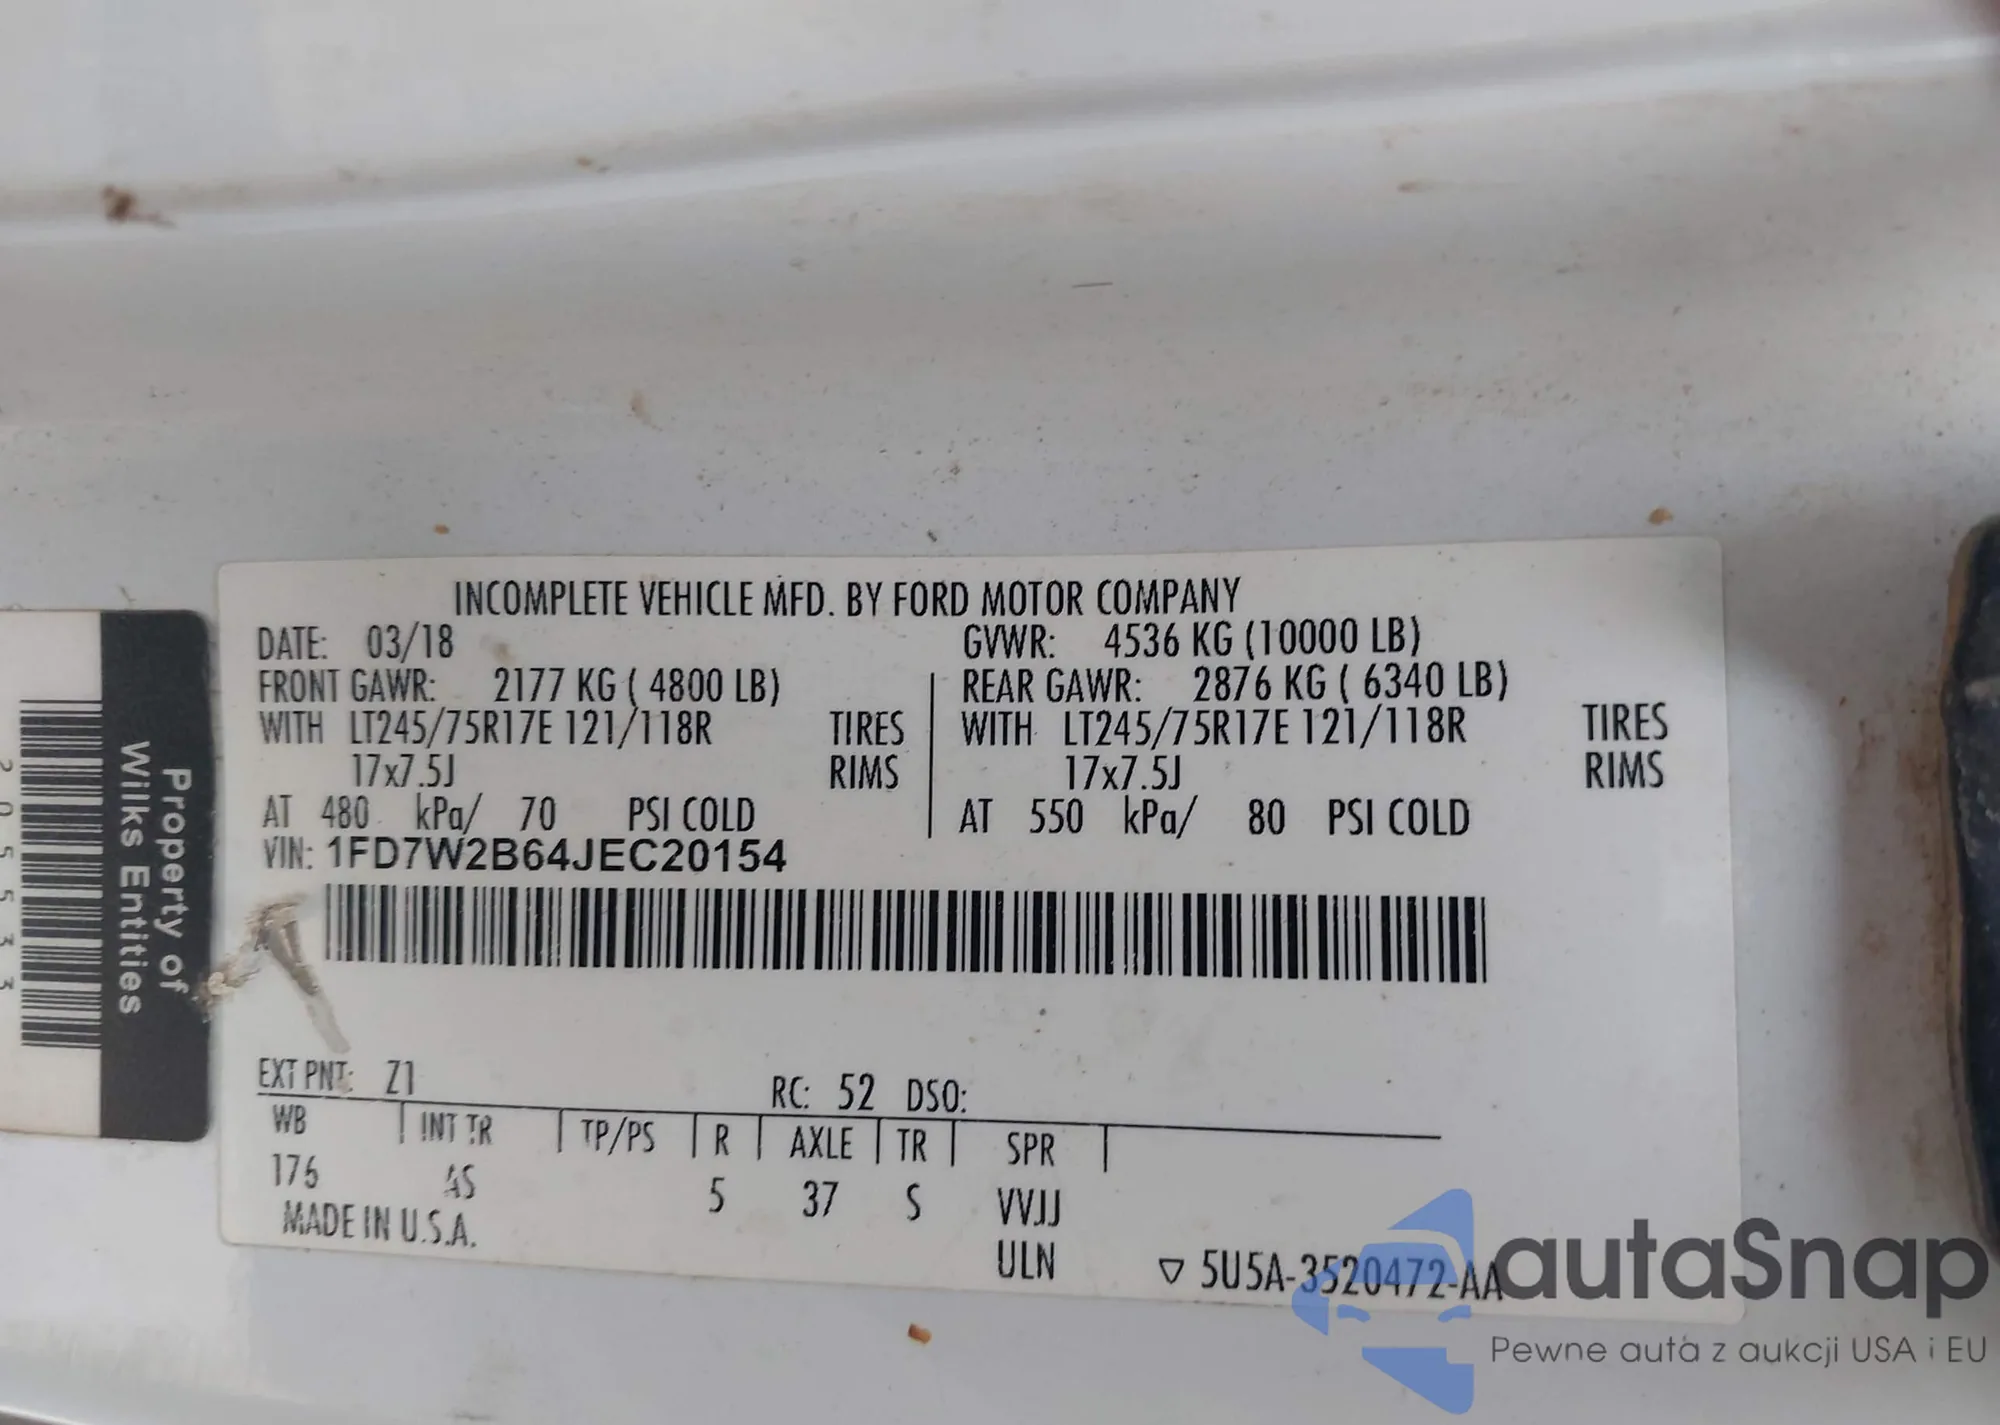 INCOMPLETE VEHICLE MFD. BY FORD MOTOR COMPANY
DATE: 03/18 GVWR: 4536 KG (10000 LB)
FRONT GAWR: 2177 KG ( 4800 LB) REAR GAWR: 2876 KG ( 6340 LB)
WITH LT245/75R17E 121/118R TIRES WITH LT245/75R17E 121/118R TIRES
17x7.5J RIMS 17x7.5J RIMS
AT 480 kPa/ 70 PSI COLD AT 550 kPa/ 80 PSI COLD
VIN: 1FD7W2B64JEC20154
EXT PNT: Z1 RC: 52 DSO:
WB INT TR TP/PS R AXLE TR SPR
176 AS 5 37 S VVJJ
MADE IN U.S.A. ULN
5U5A-3520472-AA
Property of
Wilks Entities
205533
autaSnap
Pewne auta z aukcji USA i EU